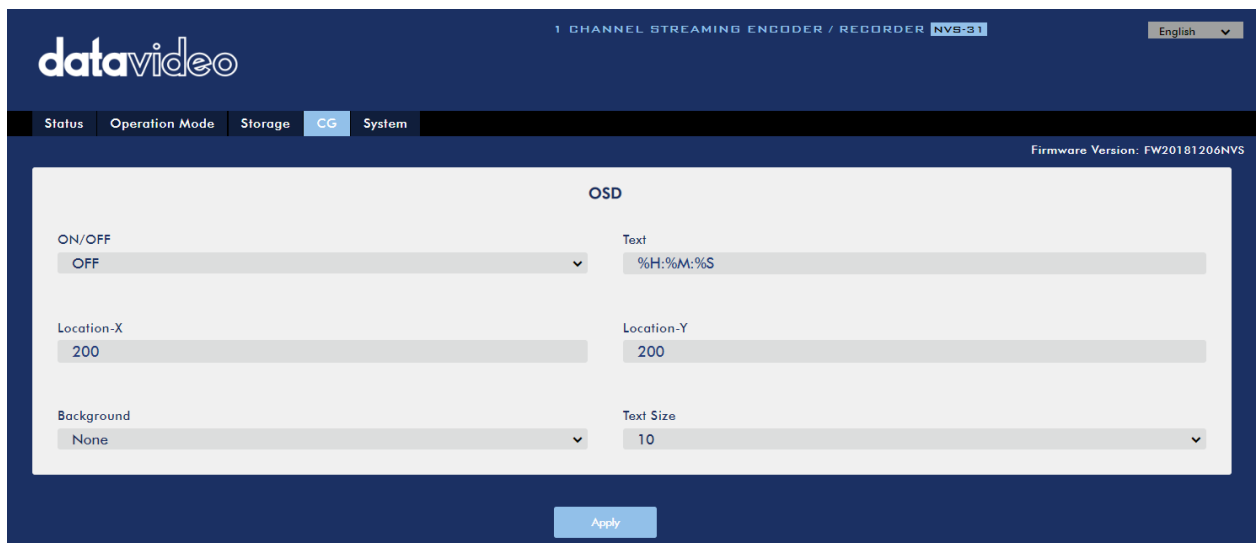 1 CHANNEL STREAMING ENCODER / RECORDER NVS-31
English
datavideo
Status Operation Mode Storage CG System
Firmware Version: FW20181206NVS
OSD
ON/OFF Text
OFF %H:%M:%S
Location-X Location-Y
200 200
Background Text Size
None 10
Apply